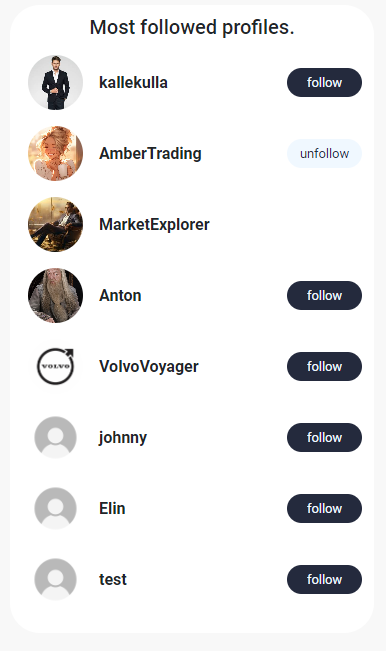 Most followed profiles.
kallekulla follow
AmberTrading unfollow
MarketExplorer
Anton follow
VOLVO
VolvoVoyager follow
johnny follow
Elin follow
test follow